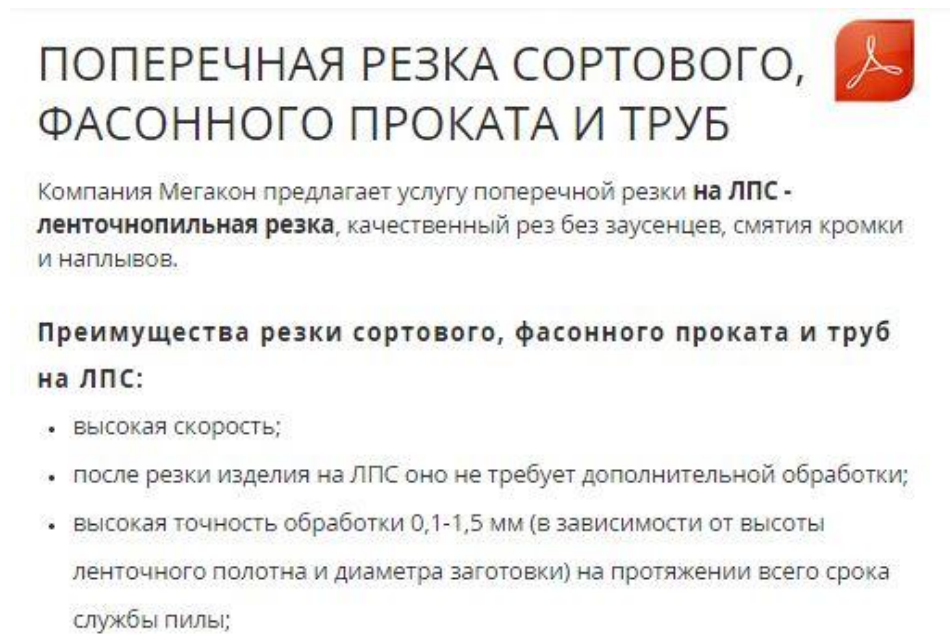 ПОПЕРЕЧНАЯ РЕЗКА СОРТОВОГО,
ФАСОННОГО ПРОКАТА И ТРУБ
Компания Мегакон предлагает услугу поперечной резки на ЛПС -
ленточнопильная резка, качественный рез без заусенцев, смятия кромки
и наплывов.
Преимущества резки сортового, фасонного проката и труб
на ЛПС:
• высокая скорость;
• после резки изделия на ЛПС оно не требует дополнительной обработки;
• высокая точность обработки 0,1-1,5 мм (в зависимости от высоты
ленточного полотна и диаметра заготовки) на протяжении всего срока
службы пилы;